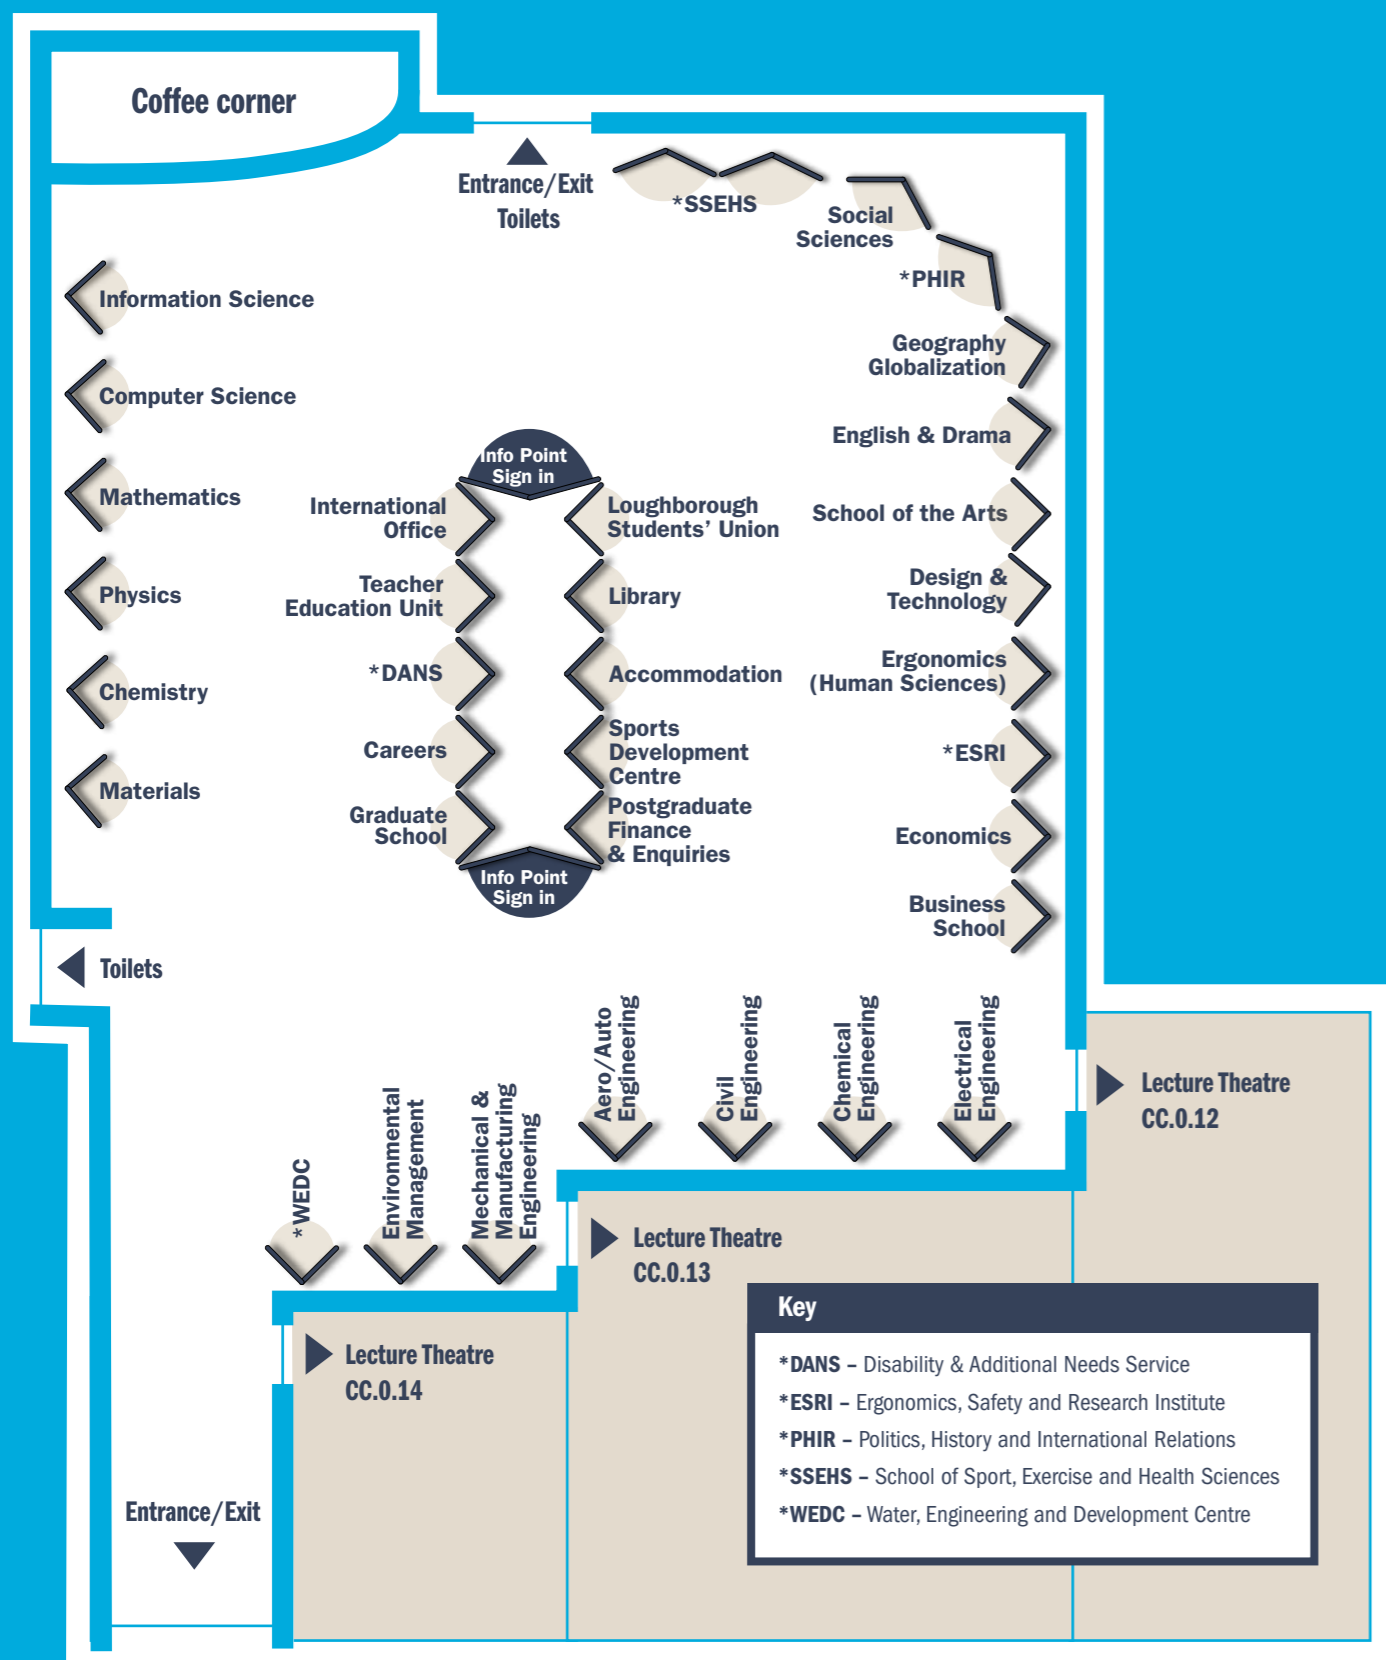 Coffee corner
Entrance/Exit
Toilets
*SSEHS
Social
Sciences
*PHIR
Information Science
Computer Science
Mathematics
Physics
Chemistry
Materials
Geography
Globalization
English & Drama
School of the Arts
Design &
Technology
Ergonomics
(Human Sciences)
*ESRI
Economics
Business
School
Info Point
Sign in
International
Office
Teacher
Education Unit
*DANS
Careers
Graduate
School
Loughborough
Students’ Union
Library
Accommodation
Sports
Development
Centre
Postgraduate
Finance
& Enquiries
Info Point
Sign in
Toilets
*WEDC
Environmental
Management
Mechanical &
Manufacturing
Engineering
Aero/Auto
Engineering
Civil
Engineering
Chemical
Engineering
Electrical
Engineering
Lecture Theatre
CC.0.12
Lecture Theatre
CC.0.13
Lecture Theatre
CC.0.14
Entrance/Exit
Key
*DANS – Disability & Additional Needs Service
*ESRI – Ergonomics, Safety and Research Institute
*PHIR – Politics, History and International Relations
*SSEHS – School of Sport, Exercise and Health Sciences
*WEDC – Water, Engineering and Development Centre